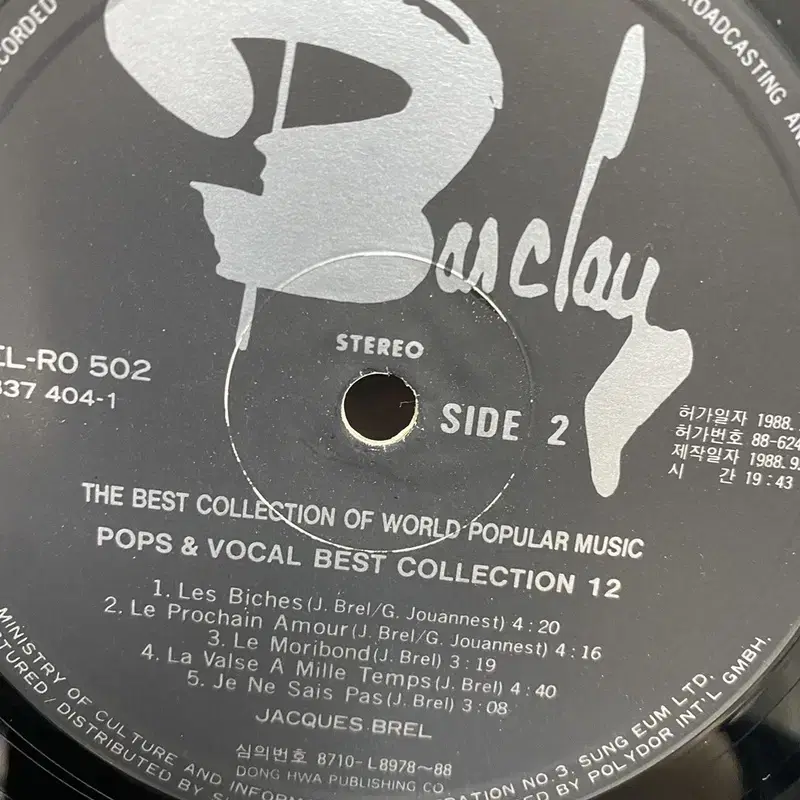 RECORDED
ROADCASTING AN
Barclay
STEREO
EL-RO 502
837 404-1
SIDE 2
허가일자 1988.
허가번호 88-624
제작일자 1988.9
시 간 19:43
THE BEST COLLECTION OF WORLD POPULAR MUSIC
POPS & VOCAL BEST COLLECTION 12
1. Les Biches (J. Brel/G. Jouannest) 4:20
2. Le Prochain Amour (J. Brel/G. Jouannest) 4:16
3. Le Moribond (J. Brel) 3:19
4. La Valse A Mille Temps (J. Brel) 4:40
5. Je Ne Sais Pas (J. Brel) 3:08
JACQUES BREL
심의번호 8710-L8978~88
DONG HWA PUBLISHING CO.
MINISTRY OF CULTURE AND INFORM
RATION NO.3, SUNG EUM LTD.
CTURED/DISTRIBUTED BY S
ED BY POLYDOR INT'L GMBH.